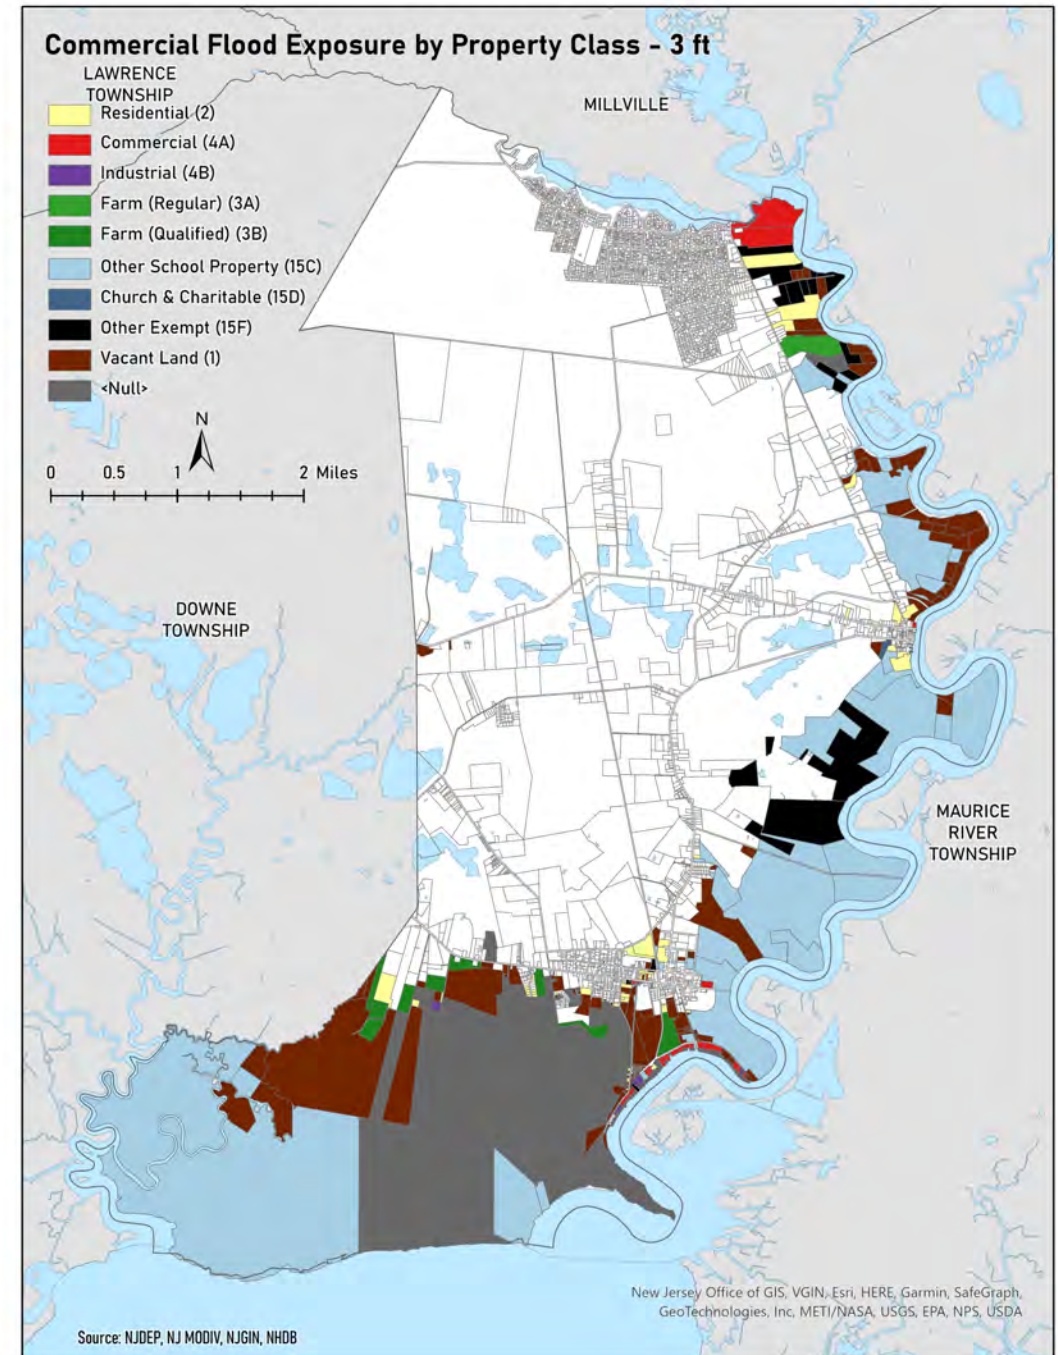 Commercial Flood Exposure by Property Class - 3 ft
LAWRENCE
TOWNSHIP
MILLVILLE
Residential (2)
Commercial (4A)
Industrial (4B)
Farm (Regular) (3A)
Farm (Qualified) (3B)
Other School Property (15C)
Church & Charitable (15D)
Other Exempt (15F)
Vacant Land (1)
<Null>
N
0 0.5 1 2 Miles
DOWNE
TOWNSHIP
MAURICE
RIVER
TOWNSHIP
New Jersey Office of GIS, VGIN, Esri, HERE, Garmin, SafeGraph,
GeoTechnologies, Inc, METI/NASA, USGS, EPA, NPS, USDA
Source: NJDEP, NJ MODIV, NJGIN, NHDB